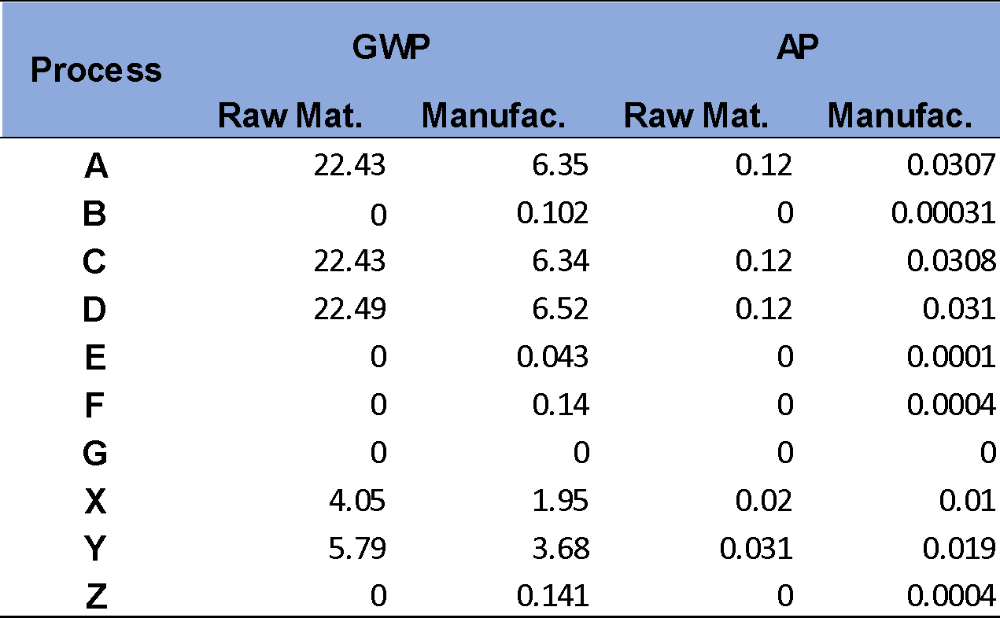 GWP AP
Process
Raw Mat. Manufac. Raw Mat. Manufac.
A 22.43 6.35 0.12 0.0307
B 0 0.102 0 0.00031
C 22.43 6.34 0.12 0.0308
D 22.49 6.52 0.12 0.031
E 0 0.043 0 0.0001
F 0 0.14 0 0.0004
G 0 0 0 0
X 4.05 1.95 0.02 0.01
Y 5.79 3.68 0.031 0.019
Z 0 0.141 0 0.0004